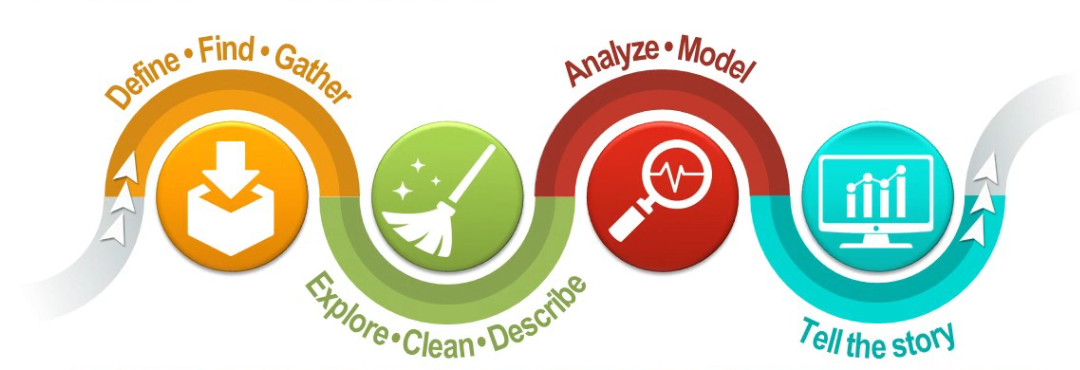 Define • Find • Gather
Explore • Clean • Describe
Analyze • Model
Tell the story